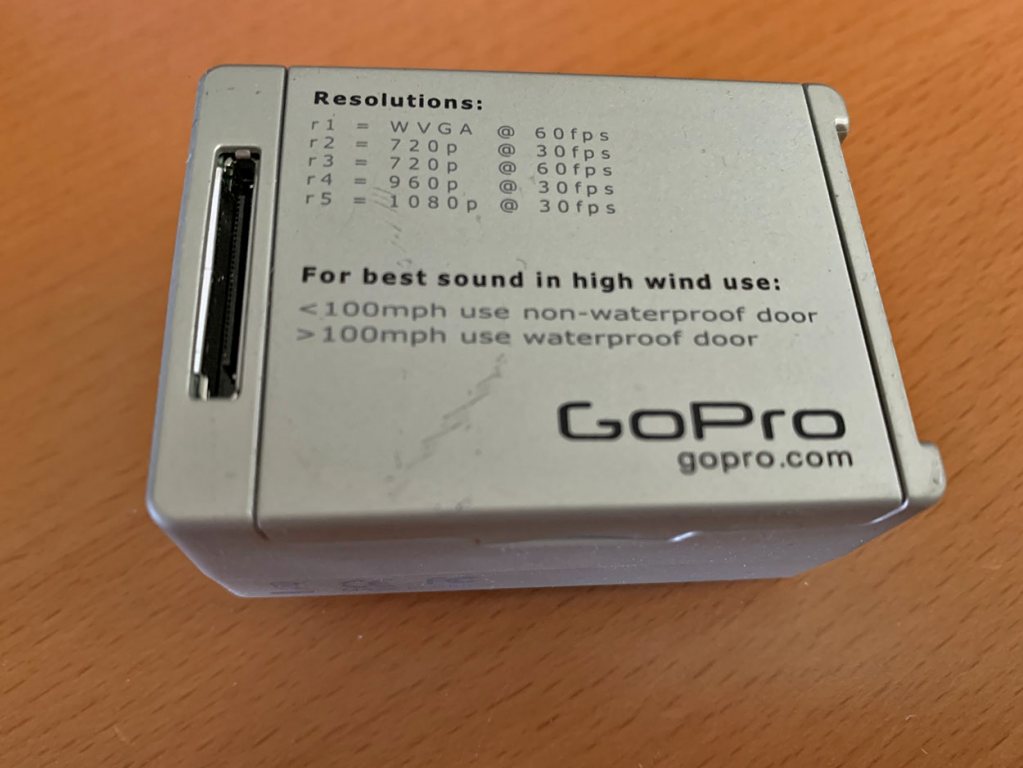 Resolutions:
r1 = WVGA @ 60fps
r2 = 720p @ 30fps
r3 = 720p @ 60fps
r4 = 960p @ 30fps
r5 = 1080p @ 30fps
For best sound in high wind use:
<100mph use non-waterproof door
>100mph use waterproof door
GoPro
gopro.com